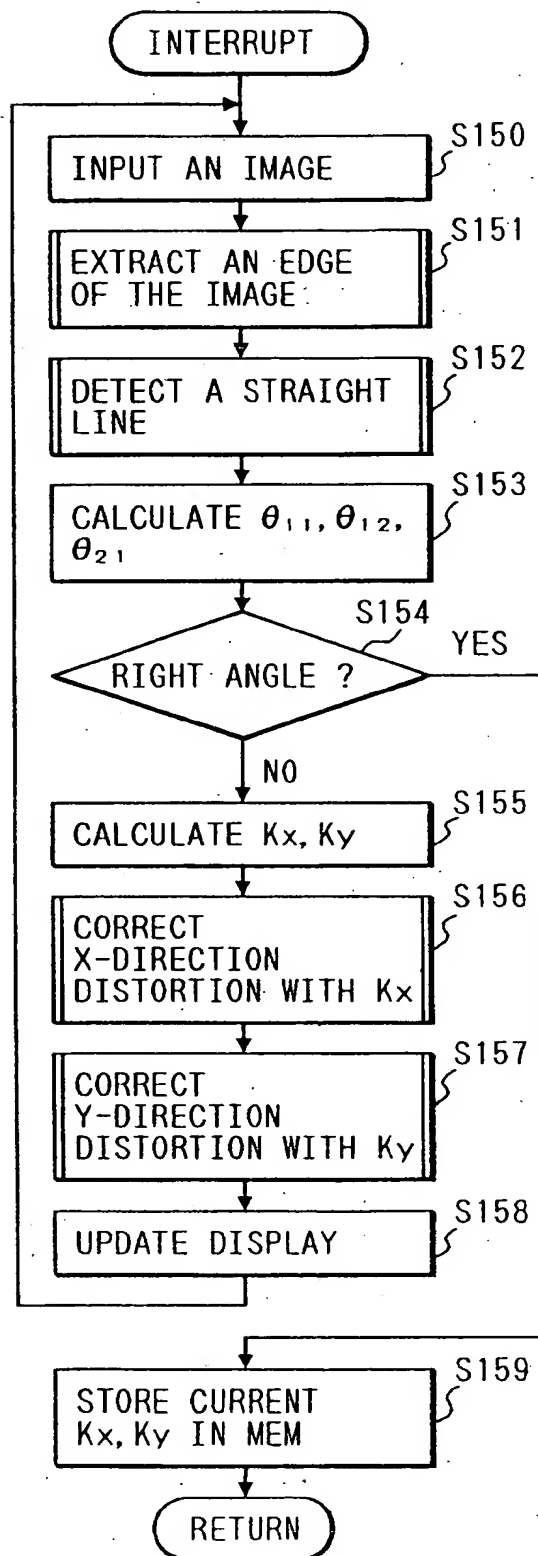 INTERRUPT
S150
INPUT AN IMAGE
S151
EXTRACT AN EDGE
OF THE IMAGE
S152
DETECT A STRAIGHT
LINE
S153
CALCULATE θ₁₁, θ₁₂,
θ₂₁
S154
RIGHT ANGLE ?
YES
NO
S155
CALCULATE Kx, Ky
S156
CORRECT
X-DIRECTION
DISTORTION WITH Kx
S157
CORRECT
Y-DIRECTION
DISTORTION WITH Ky
S158
UPDATE DISPLAY
S159
STORE CURRENT
Kx, Ky IN MEM
RETURN